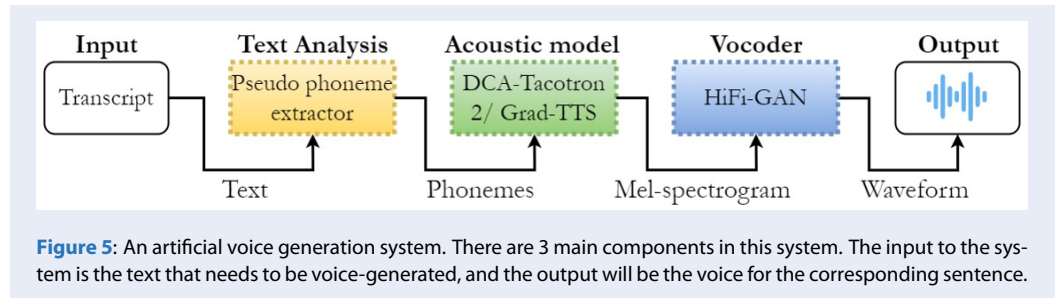 Input
Text Analysis
Acoustic model
Vocoder
Output
Transcript
Pseudo phoneme
extractor
DCA-Tacotron
2/ Grad-TTS
HiFi-GAN
Text
Phonemes
Mel-spectrogram
Waveform
Figure 5: An artificial voice generation system. There are 3 main components in this system. The input to the sys-
tem is the text that needs to be voice-generated, and the output will be the voice for the corresponding sentence.